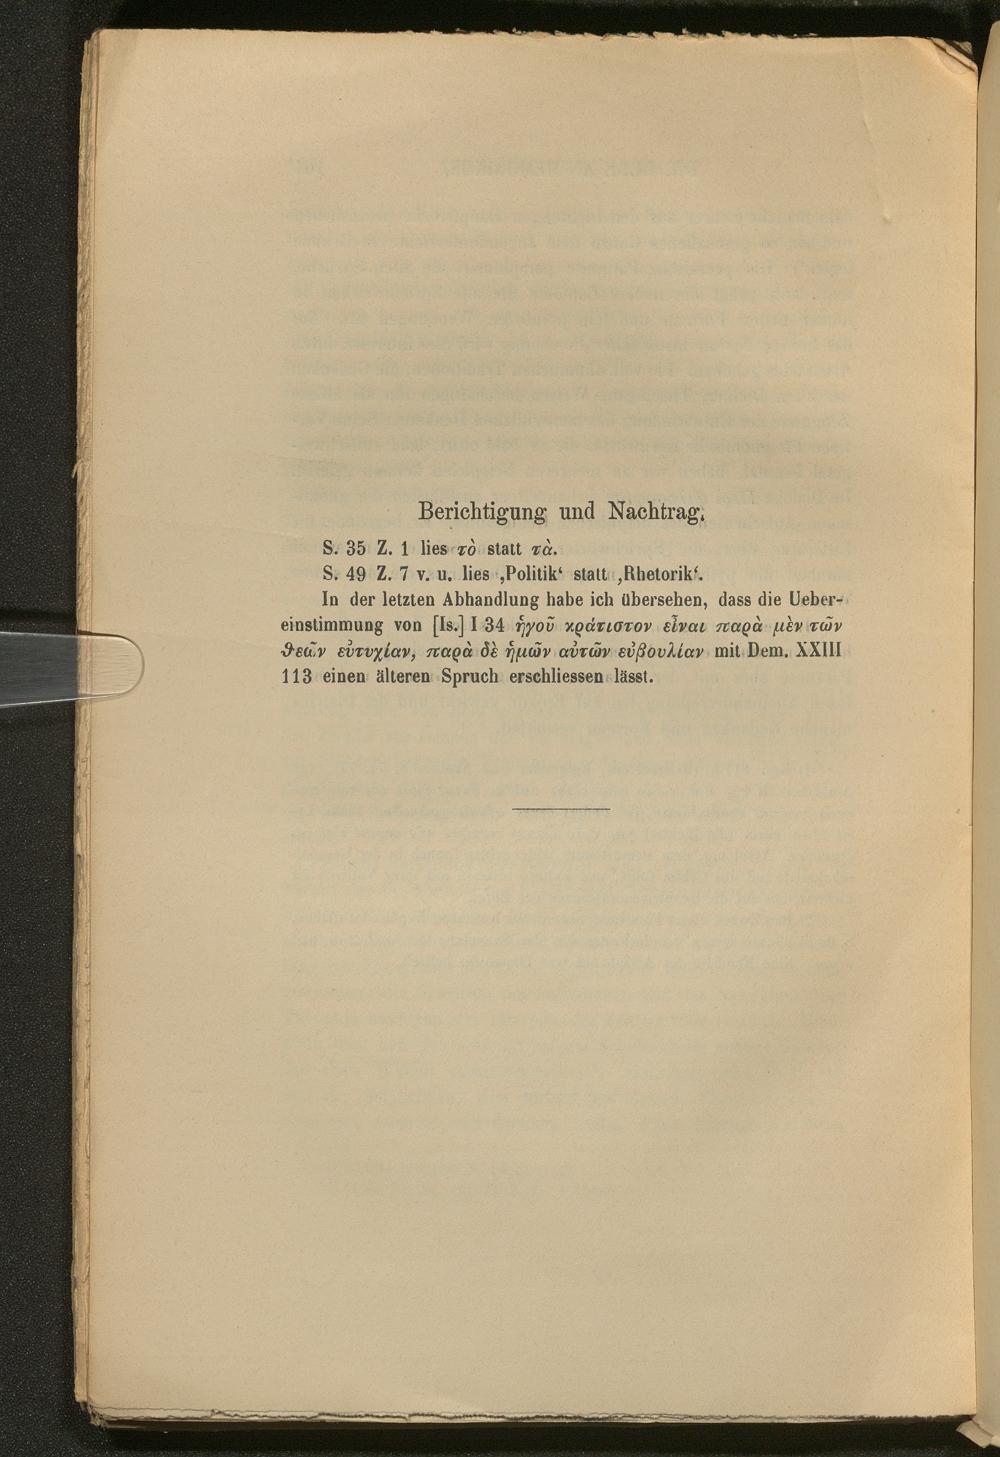 Berichtigung und Nachtrag.
S. 35 Z. 1 lies τὸ statt τὰ.
S. 49 Z. 7 v. u. lies ‚Politik‘ statt ‚Rhetorik‘.
In der letzten Abhandlung habe ich übersehen, dass die Ueber-
einstimmung von [Is.] I 34 ἡγοῦ κράτιστον εἶναι παρὰ μὲν τῶν
θεῶν εὐτυχίαν, παρὰ δὲ ἡμῶν αὐτῶν εὐβουλίαν mit Dem. XXIII
113 einen älteren Spruch erschliessen lässt.